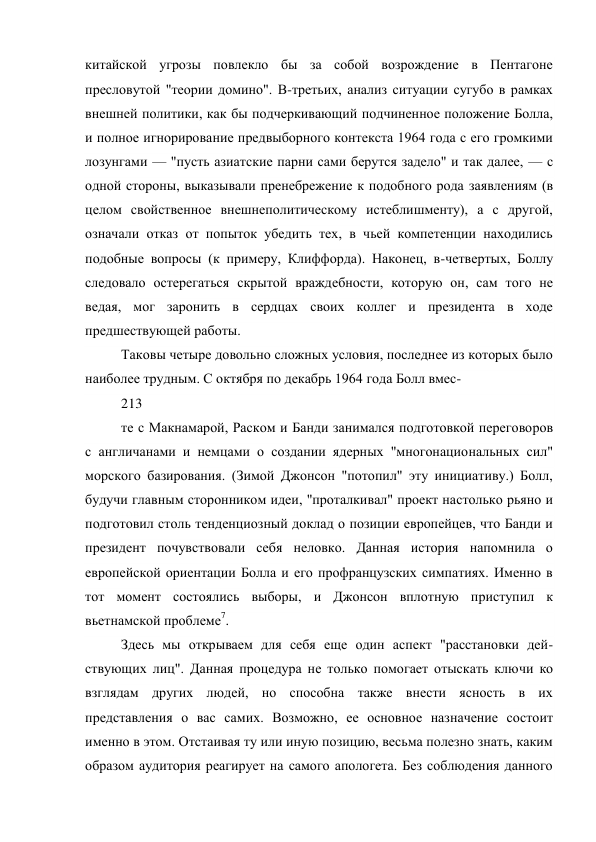 китайской угрозы повлекло бы за собой возрождение в Пентагоне
пресловутой "теории домино". В-третьих, анализ ситуации сугубо в рамках
внешней политики, как бы подчеркивающий подчиненное положение Болла,
и полное игнорирование предвыборного контекста 1964 года с его громкими
лозунгами — "пусть азиатские парни сами берутся задело" и так далее, — с
одной стороны, выказывали пренебрежение к подобного рода заявлениям (в
целом свойственное внешнеполитическому истеблишменту), а с другой,
означали отказ от попыток убедить тех, в чьей компетенции находились
подобные вопросы (к примеру, Клиффорда). Наконец, в-четвертых, Боллу
следовало остерегаться скрытой враждебности, которую он, сам того не
ведая, мог заронить в сердцах своих коллег и президента в ходе
предшествующей работы.
Таковы четыре довольно сложных условия, последнее из которых было
наиболее трудным. С октября по декабрь 1964 года Болл вмес-
213
те с Макнамарой, Раском и Банди занимался подготовкой переговоров
с англичанами и немцами о создании ядерных "многонациональных сил"
морского базирования. (Зимой Джонсон "потопил" эту инициативу.) Болл,
будучи главным сторонником идеи, "проталкивал" проект настолько рьяно и
подготовил столь тенденциозный доклад о позиции европейцев, что Банди и
президент почувствовали себя неловко. Данная история напомнила о
европейской ориентации Болла и его профранцузских симпатиях. Именно в
тот момент состоялись выборы, и Джонсон вплотную приступил к
вьетнамской проблеме7.
Здесь мы открываем для себя еще один аспект "расстановки дей-
ствующих лиц". Данная процедура не только помогает отыскать ключи ко
взглядам других людей, но способна также внести ясность в их
представления о вас самих. Возможно, ее основное назначение состоит
именно в этом. Отстаивая ту или иную позицию, весьма полезно знать, каким
образом аудитория реагирует на самого апологета. Без соблюдения данного